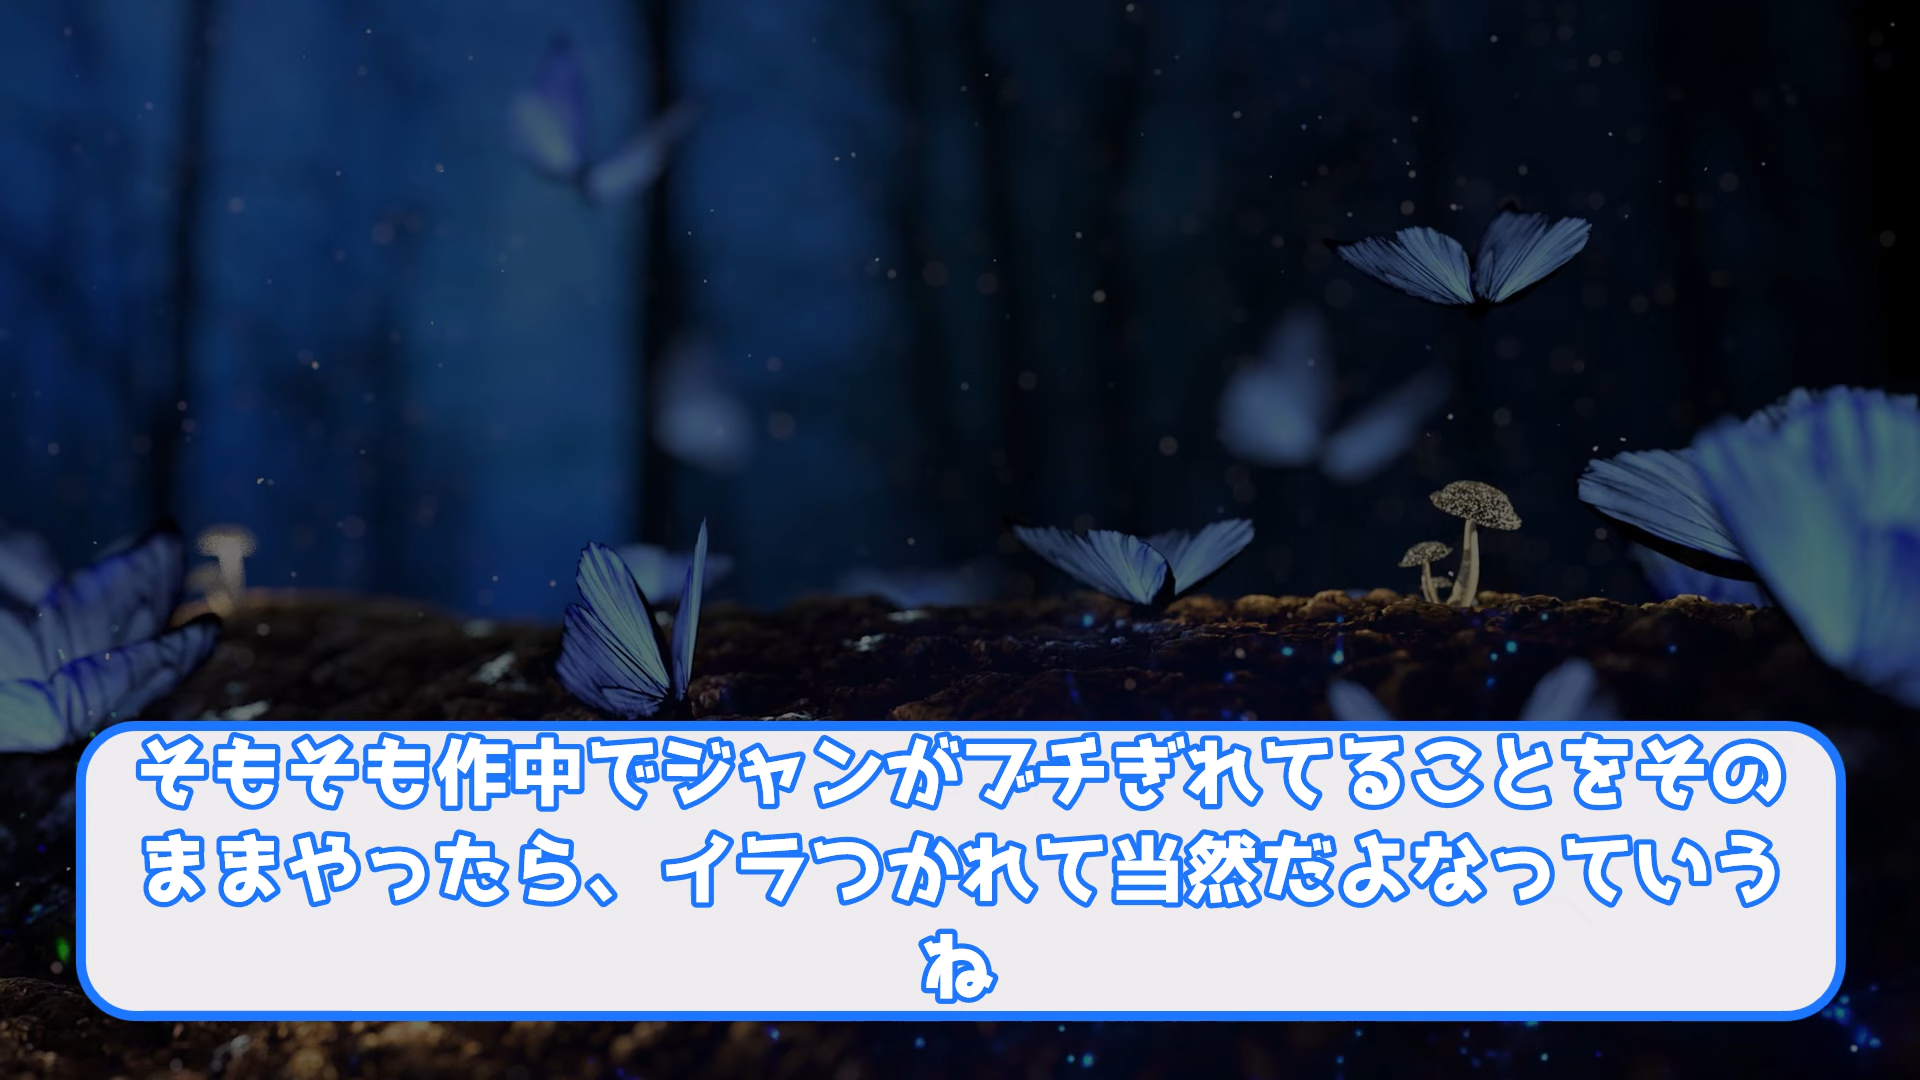 そもそも作中でジャンがブチぎれてることをその
ままやったら、イラつかれて当然だよなっていう
ね